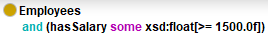 Employees
and (hasSalary some xsd:float[>= 1500.0f])